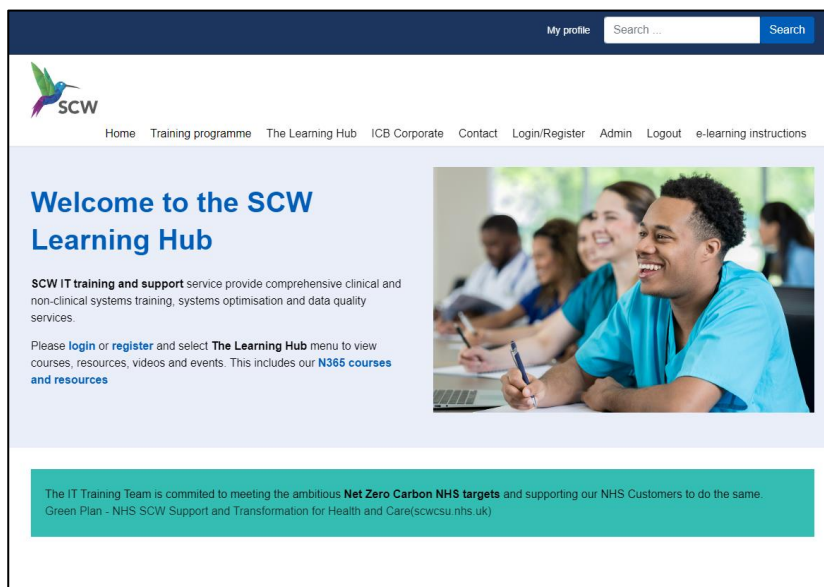 My profile Search ... Search
SCW
Home Training programme The Learning Hub ICB Corporate Contact Login/Register Admin Logout e-learning instructions
Welcome to the SCW
Learning Hub
SCW IT training and support service provide comprehensive clinical and
non-clinical systems training, systems optimisation and data quality
services.
Please login or register and select The Learning Hub menu to view
courses, resources, videos and events. This includes our N365 courses
and resources
The IT Training Team is commited to meeting the ambitious Net Zero Carbon NHS targets and supporting our NHS Customers to do the same.
Green Plan - NHS SCW Support and Transformation for Health and Care(scwcsu.nhs.uk)